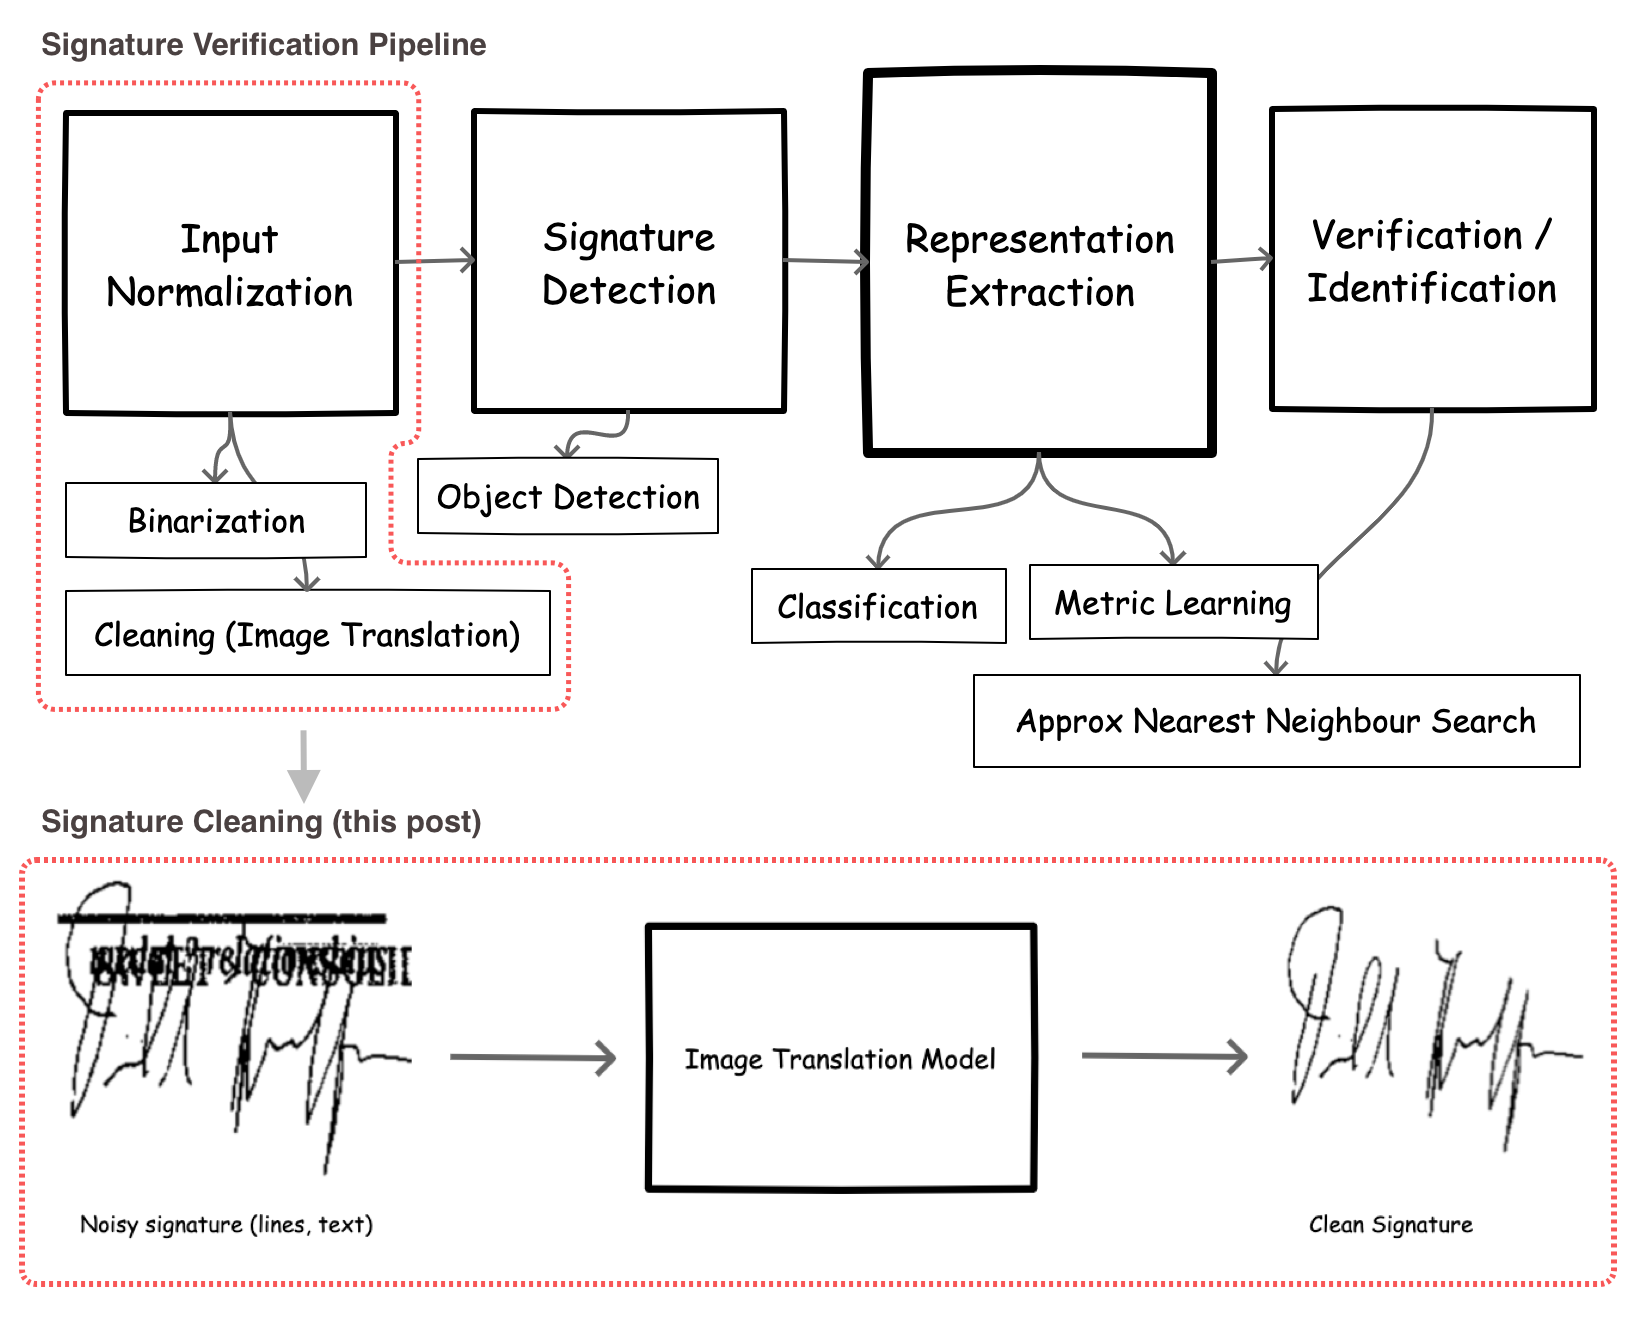 Signature Verification Pipeline
Input
Normalization
Signature
Detection
Representation
Extraction
Verification /
Identification
Binarization
Object Detection
Cleaning (Image Translation)
Classification
Metric Learning
Approx Nearest Neighbour Search
Signature Cleaning (this post)
Image Translation Model
Noisy signature (lines, text)
Clean Signature